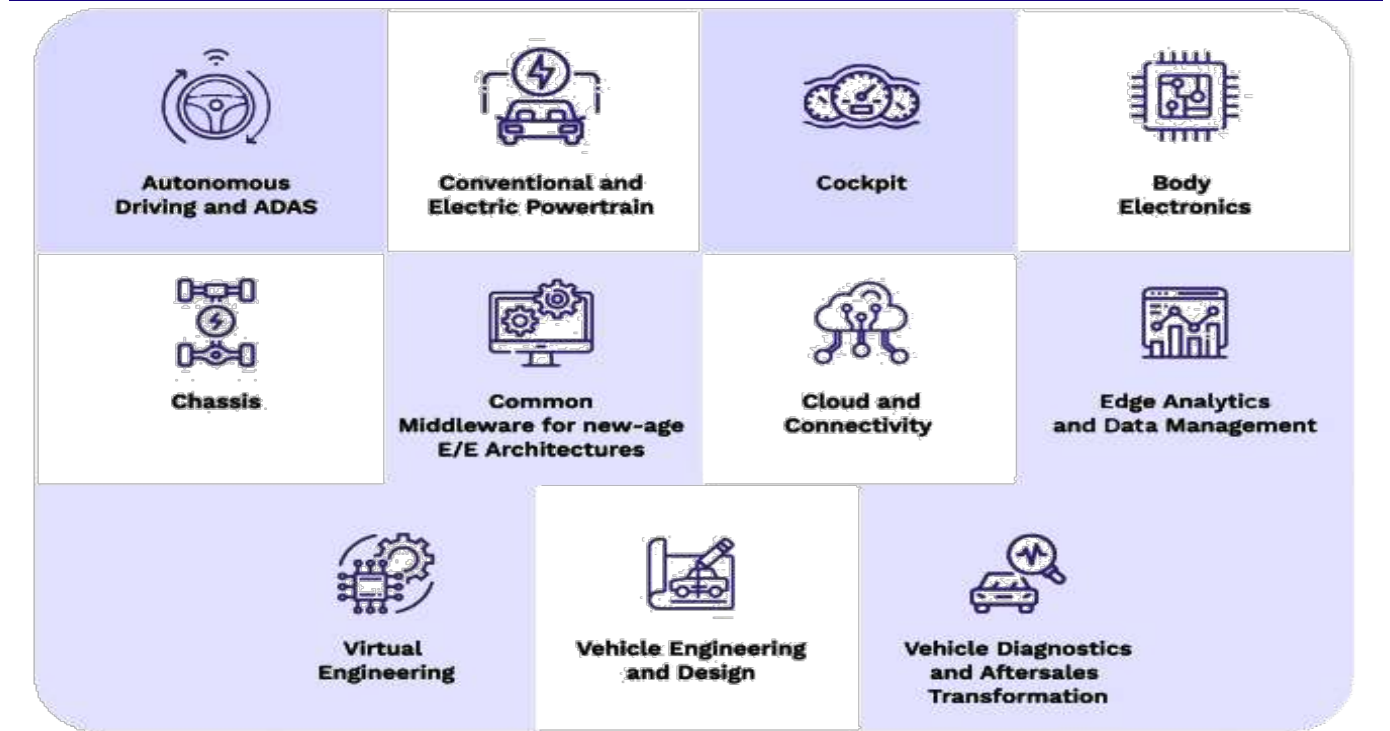 Autonomous
Driving and ADAS
Conventional and
Electric Powertrain
Cockpit
Body
Electronics
Chassis
Common
Middleware for new-age
E/E Architectures
Cloud and
Connectivity
Edge Analytics
and Data Management
Virtual
Engineering
Vehicle Engineering
and Design
Vehicle Diagnostics
and Aftersales
Transformation